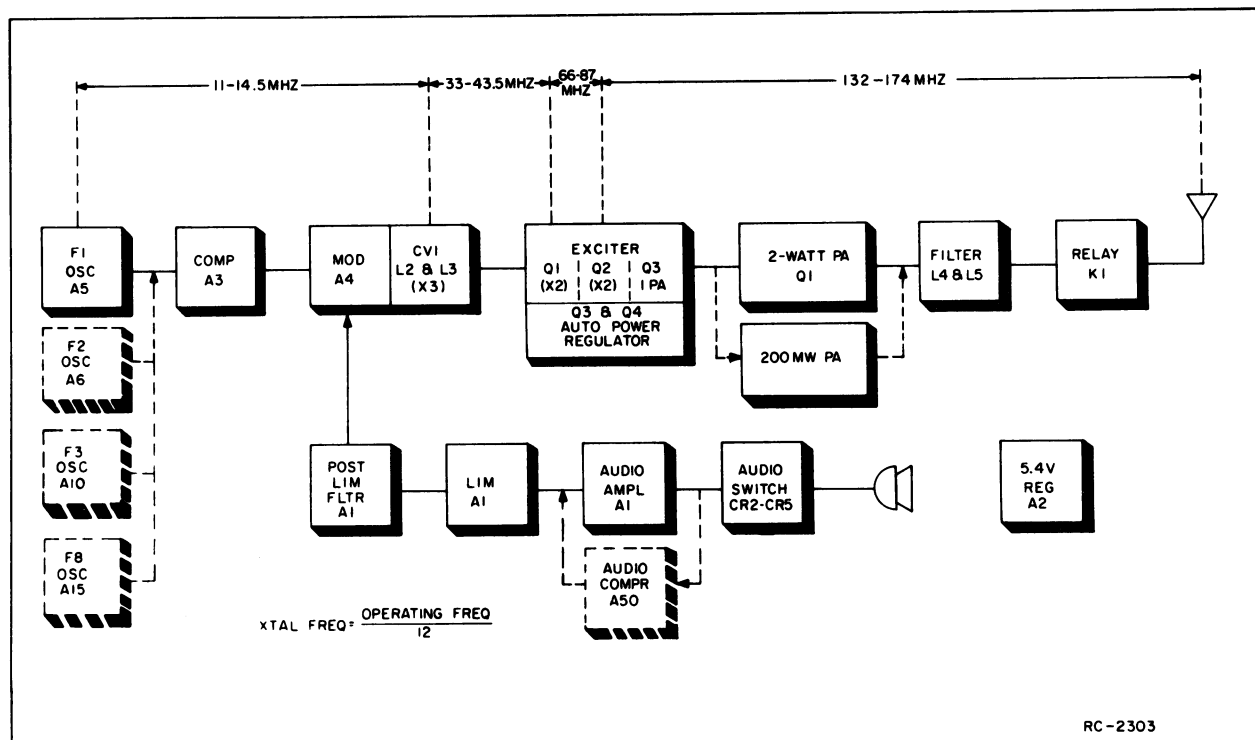 11-14.5MHZ
33-43.5MHZ
66-87
MHZ
132-174MHZ
F1
OSC
A5
COMP
A3
MOD
A4
CV1
L2 & L3
(X3)
EXCITER
Q1
(X2)
Q2
(X2)
Q3
1 PA
Q3 & Q4
AUTO POWER
REGULATOR
2-WATT PA
Q1
FILTER
L4&L5
RELAY
K1
F2
OSC
A6
200MW PA
F3
OSC
A10
POST
LIM
FLTR
A1
LIM
A1
AUDIO
AMPL
A1
AUDIO
SWITCH
CR2-CR5
5.4V
REG
A2
F8
OSC
A15
AUDIO
COMPR
A50
XTAL FREQ= OPERATING FREQ
12
RC-2303